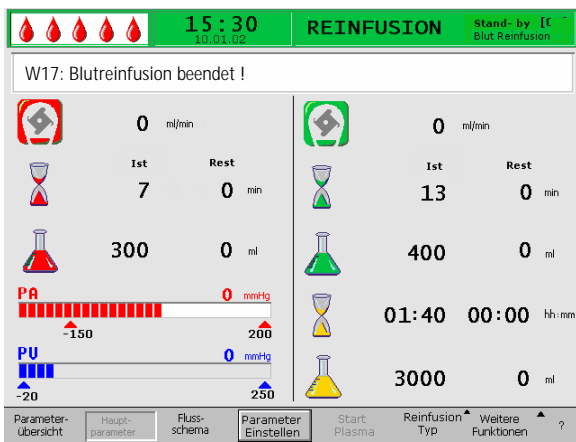 15:30
10.01.02
REINFUSION
Stand-by
Blut Reinfusion
W17: Blutreinfusion beendet !
0 ml/min
Ist Rest
7 0 min
300 0 ml
PA 0 mmHg
-150 200
PV 0 mmHg
-20 250
0 ml/min
Ist Rest
13 0 min
400 0 ml
01:40 00:00 hh:mm
3000 0 ml
Parameter-
übersicht
Haupt-
parameter
Fluss-
schema
Parameter
Einstellen
Start
Plasma
Reinfusion
Typ
Weitere
Funktionen
?